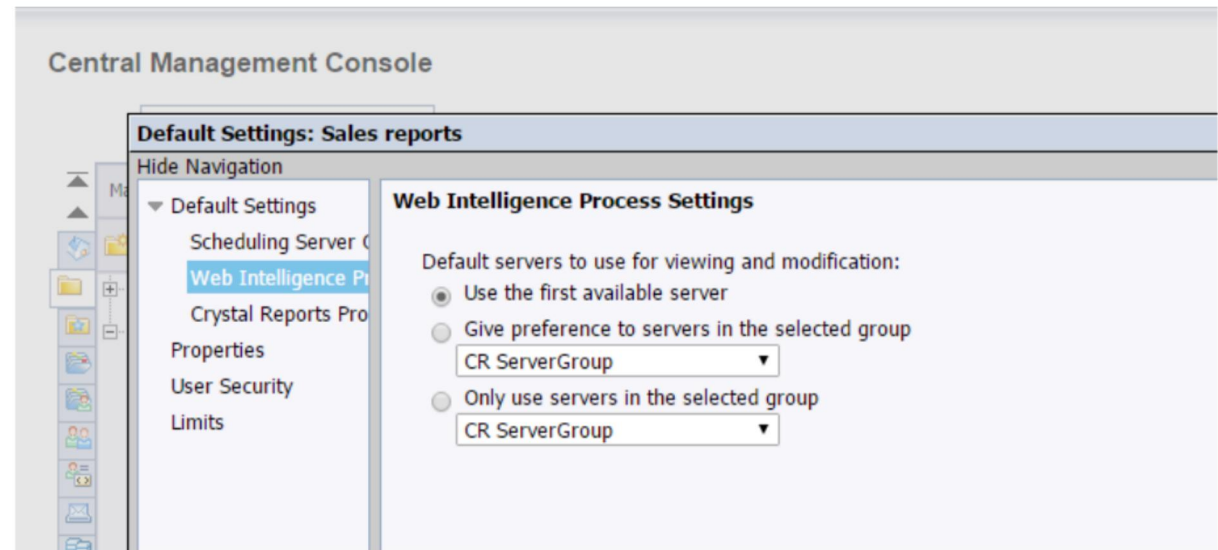 Central Management Console
Default Settings: Sales reports
Hide Navigation
Default Settings
Scheduling Server
Web Intelligence
Crystal Reports
Properties
User Security
Limits
Web Intelligence Process Settings
Default servers to use for viewing and modification:
Use the first available server
Give preference to servers in the selected group
CR ServerGroup
Only use servers in the selected group
CR ServerGroup